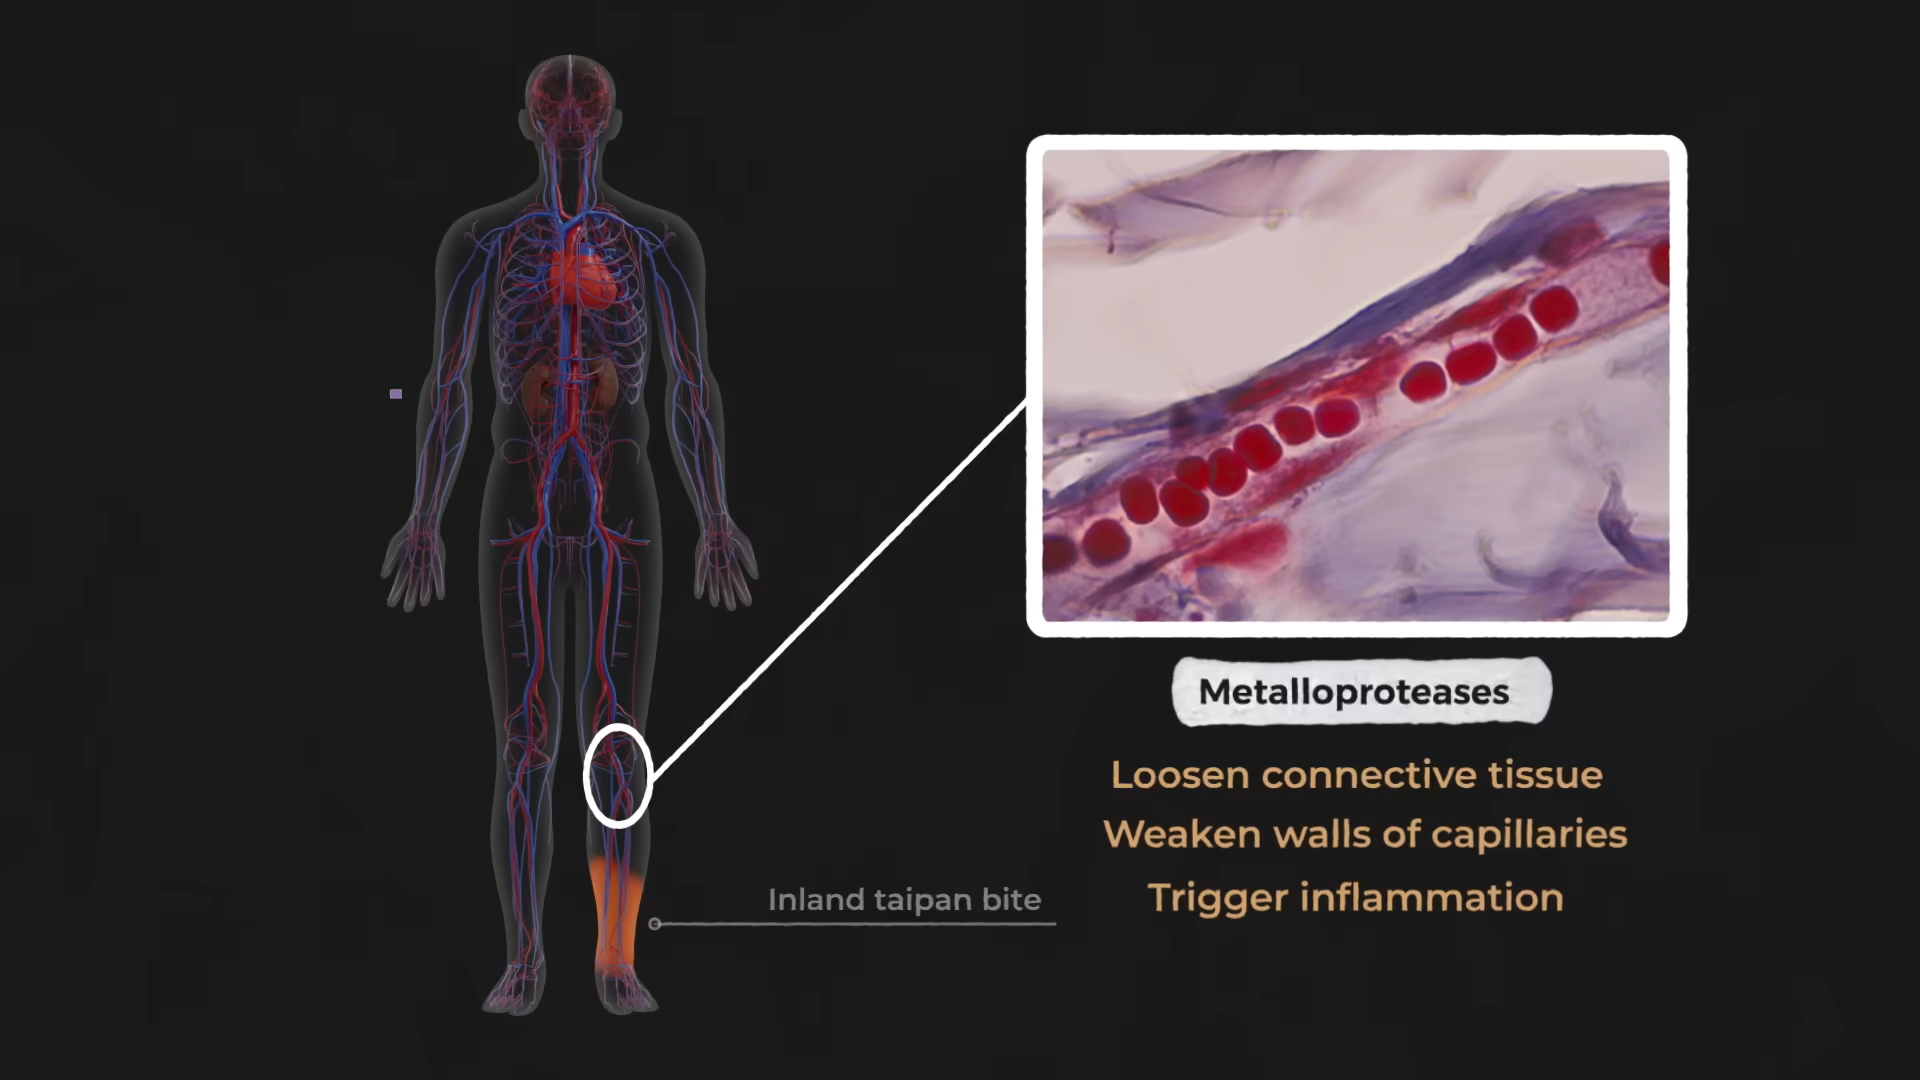 Metalloproteases
Loosen connective tissue
Weaken walls of capillaries
Trigger inflammation
Inland taipan bite